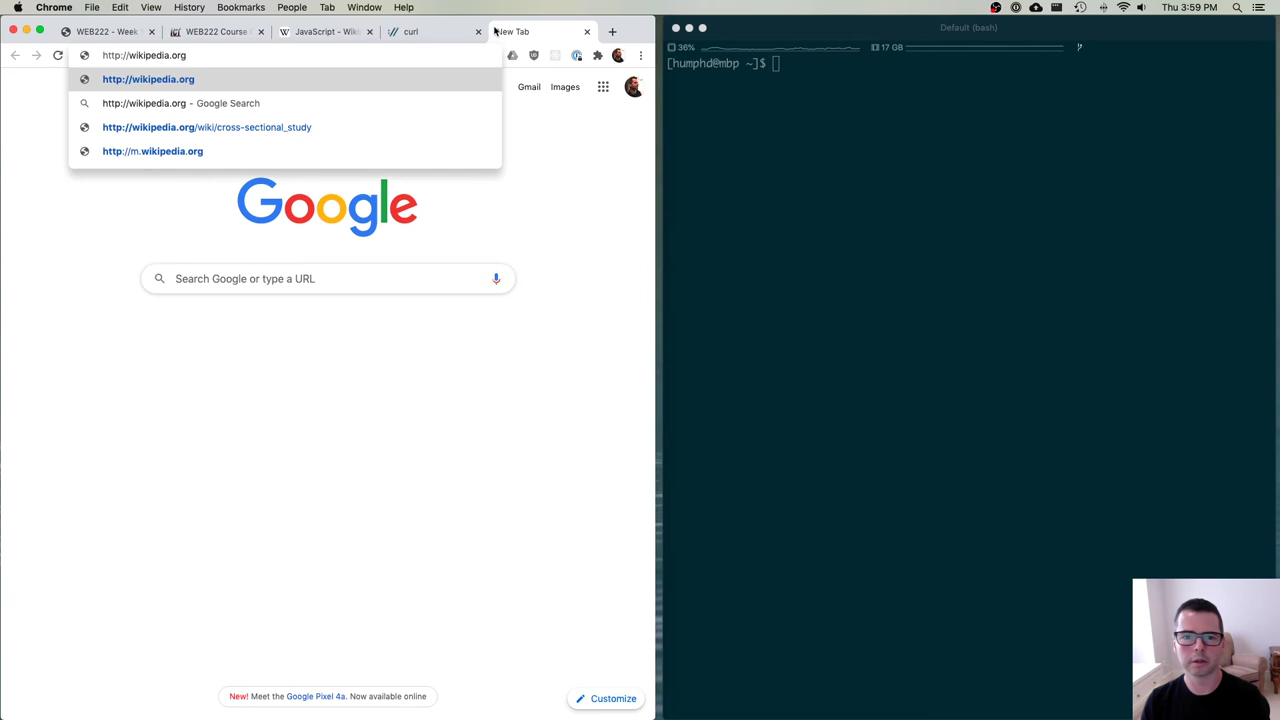 Chrome File Edit View History Bookmarks People Tab Window Help
Thu 3:59 PM
WEB222 - Week
WEB222 Course
JavaScript - Wiki
curl
New Tab
http://wikipedia.org
http://wikipedia.org
http://wikipedia.org - Google Search
http://wikipedia.org/wiki/cross-sectional_study
http://m.wikipedia.org
Gmail Images
Google
Search Google or type a URL
New! Meet the Google Pixel 4a. Now available online
Customize
Default (bash)
36% 17 GB
[humphd@mbp ~]$